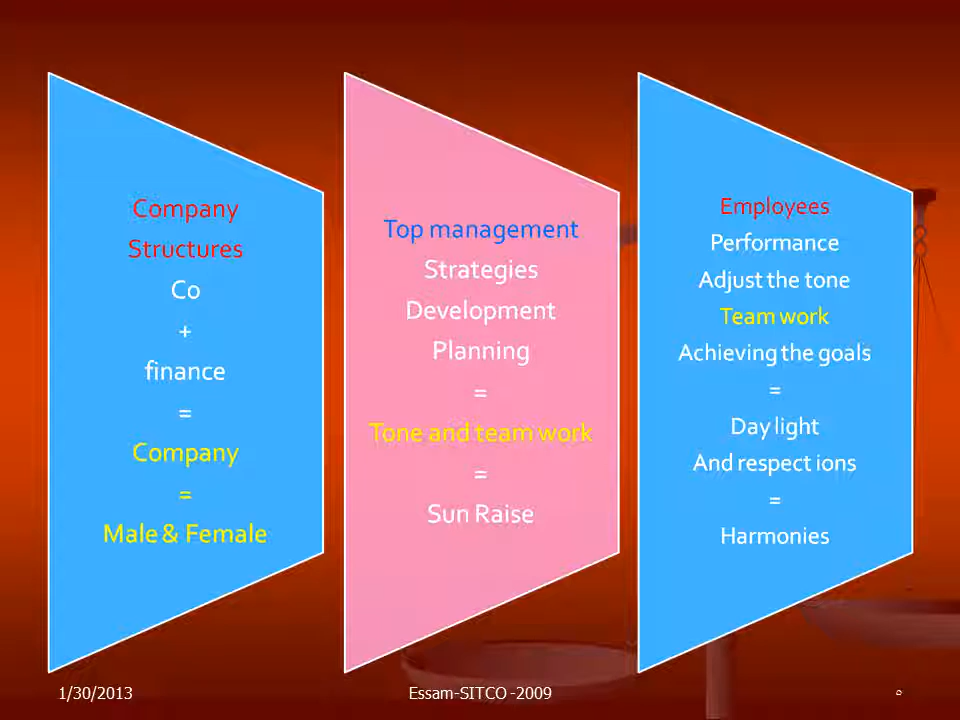 Company
Structures
Co
+
finance
=
Company
=
Male & Female
Top management
Strategies
Development
Planning
=
Tone and team work
=
Sun Raise
Employees
Performance
Adjust the tone
Team work
Achieving the goals
=
Day light
And respect ions
=
Harmonies
1/30/2013
Essam-SITCO -2009
٥